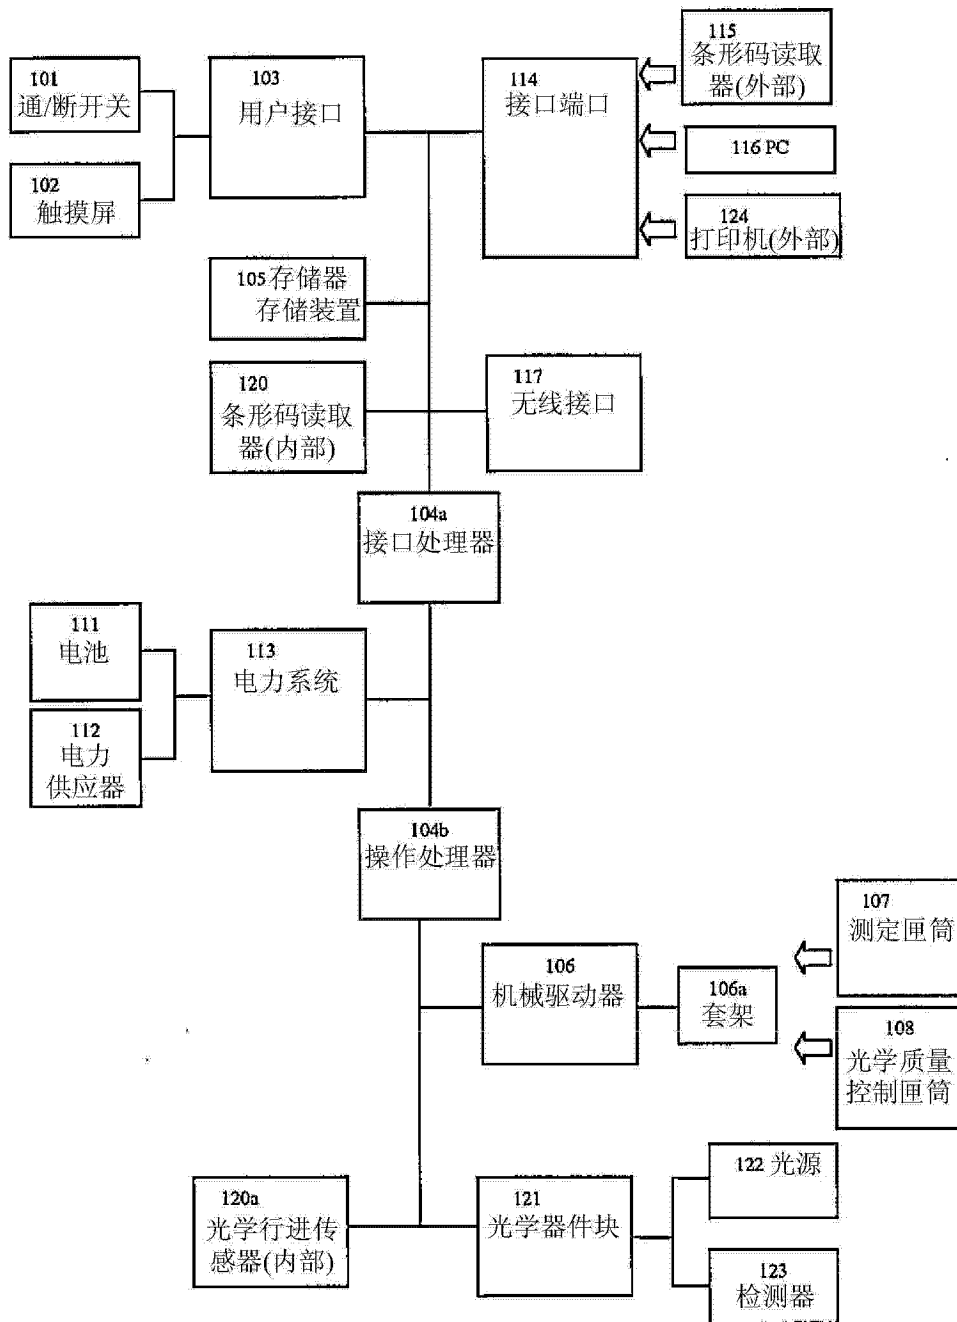 101
通/断开关
102
触摸屏
103
用户接口
114
接口端口
115
条形码读取
器(外部)
116 PC
124
打印机(外部)
105 存储器
存储装置
120
条形码读取
器(内部)
117
无线接口
104a
接口处理器
111
电池
112
电力
供应器
113
电力系统
104b
操作处理器
106
机械驱动器
106a
套架
107
测定匣筒
108
光学质量
控制匣筒
120a
光学行进传
感器(内部)
121
光学器件块
122 光源
123
检测器